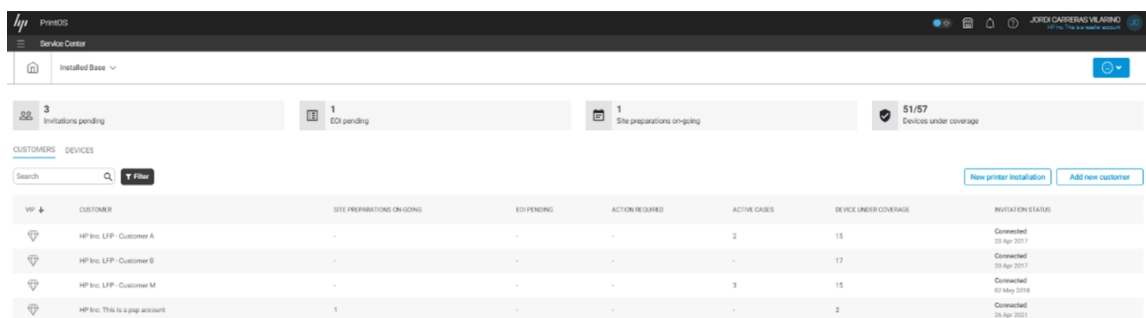 hp PrintOS
JORDI CARRERAS VILARINO
HP Inc. This is a reseller account
JC
Service Center
Installed Base
3
Invitations pending
1
EOI pending
1
Site preparations on-going
51/57
Devices under coverage
CUSTOMERS DEVICES
Search Filter New printer installation Add new customer
VIP CUSTOMER SITE PREPARATIONS ON-GOING EOI PENDING ACTION REQUIRED ACTIVE CASES DEVICE UNDER COVERAGE INVITATION STATUS
HP Inc. LFP - Customer A - - - 2 15 Connected
20 Apr 2017
HP Inc. LFP - Customer B - - - - 17 Connected
20 Apr 2017
HP Inc. LFP - Customer M - - - 3 15 Connected
02 May 2018
HP Inc. This is a psp account 1 - - - 2 Connected
26 Apr 2021